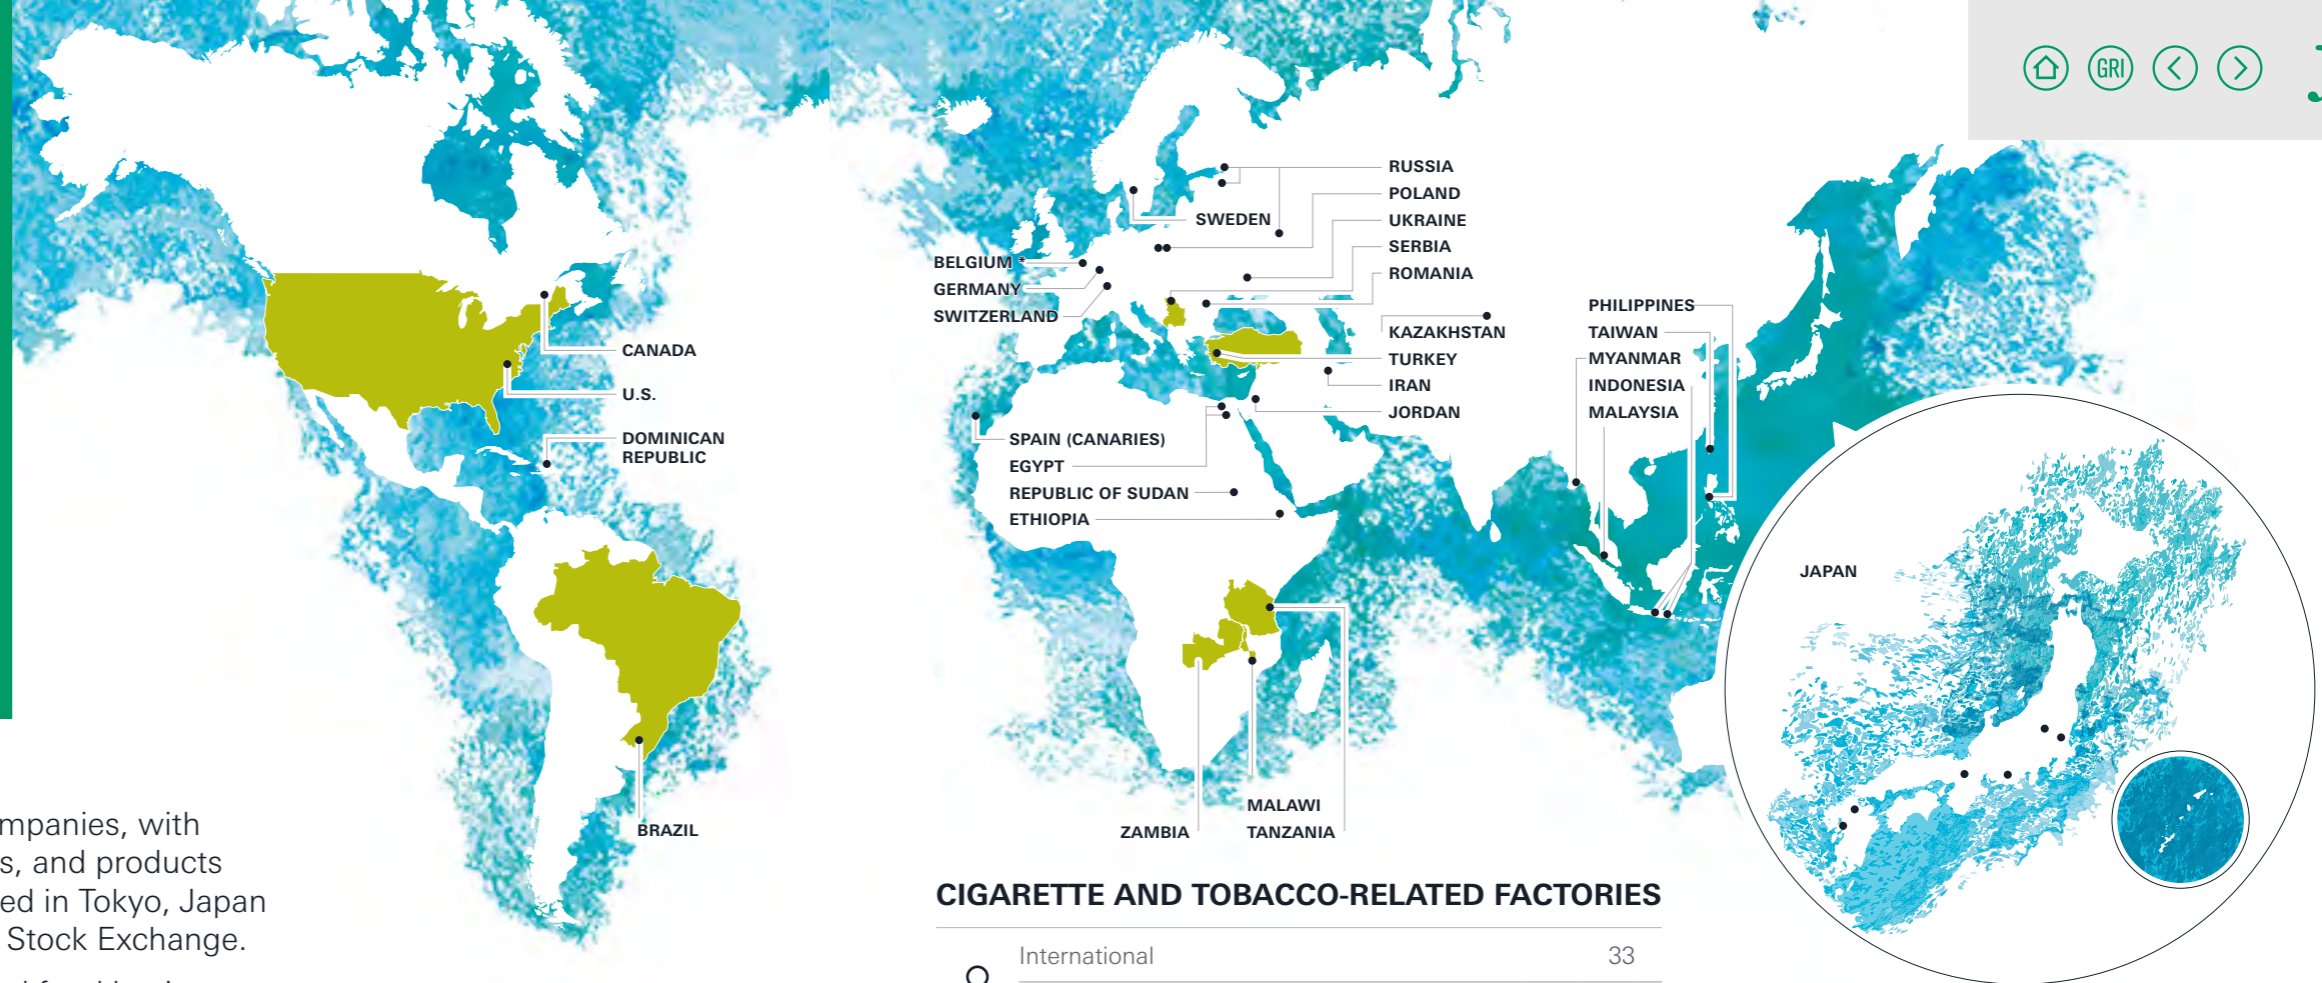 GRI
RUSSIA
POLAND
SWEDEN
UKRAINE
SERBIA
ROMANIA
BELGIUM *
GERMANY
SWITZERLAND
KAZAKHSTAN
TURKEY
IRAN
JORDAN
PHILIPPINES
TAIWAN
MYANMAR
INDONESIA
MALAYSIA
CANADA
U.S.
DOMINICAN
REPUBLIC
SPAIN (CANARIES)
EGYPT
REPUBLIC OF SUDAN
ETHIOPIA
JAPAN
BRAZIL
MALAWI
ZAMBIA
TANZANIA
mpanies, with
s, and products
ed in Tokyo, Japan
Stock Exchange.
CIGARETTE AND TOBACCO-RELATED FACTORIES
International 33